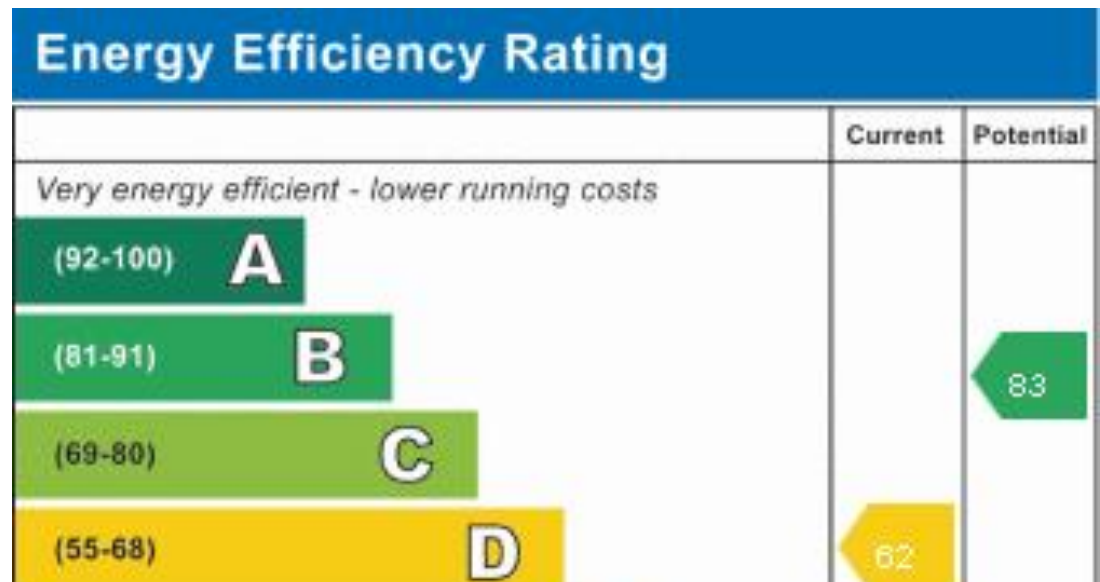 Energy Efficiency Rating
Current Potential
Very energy efficient - lower running costs
(92-100) A
(81-91) B
83
(69-80) C
(55-68) D
62